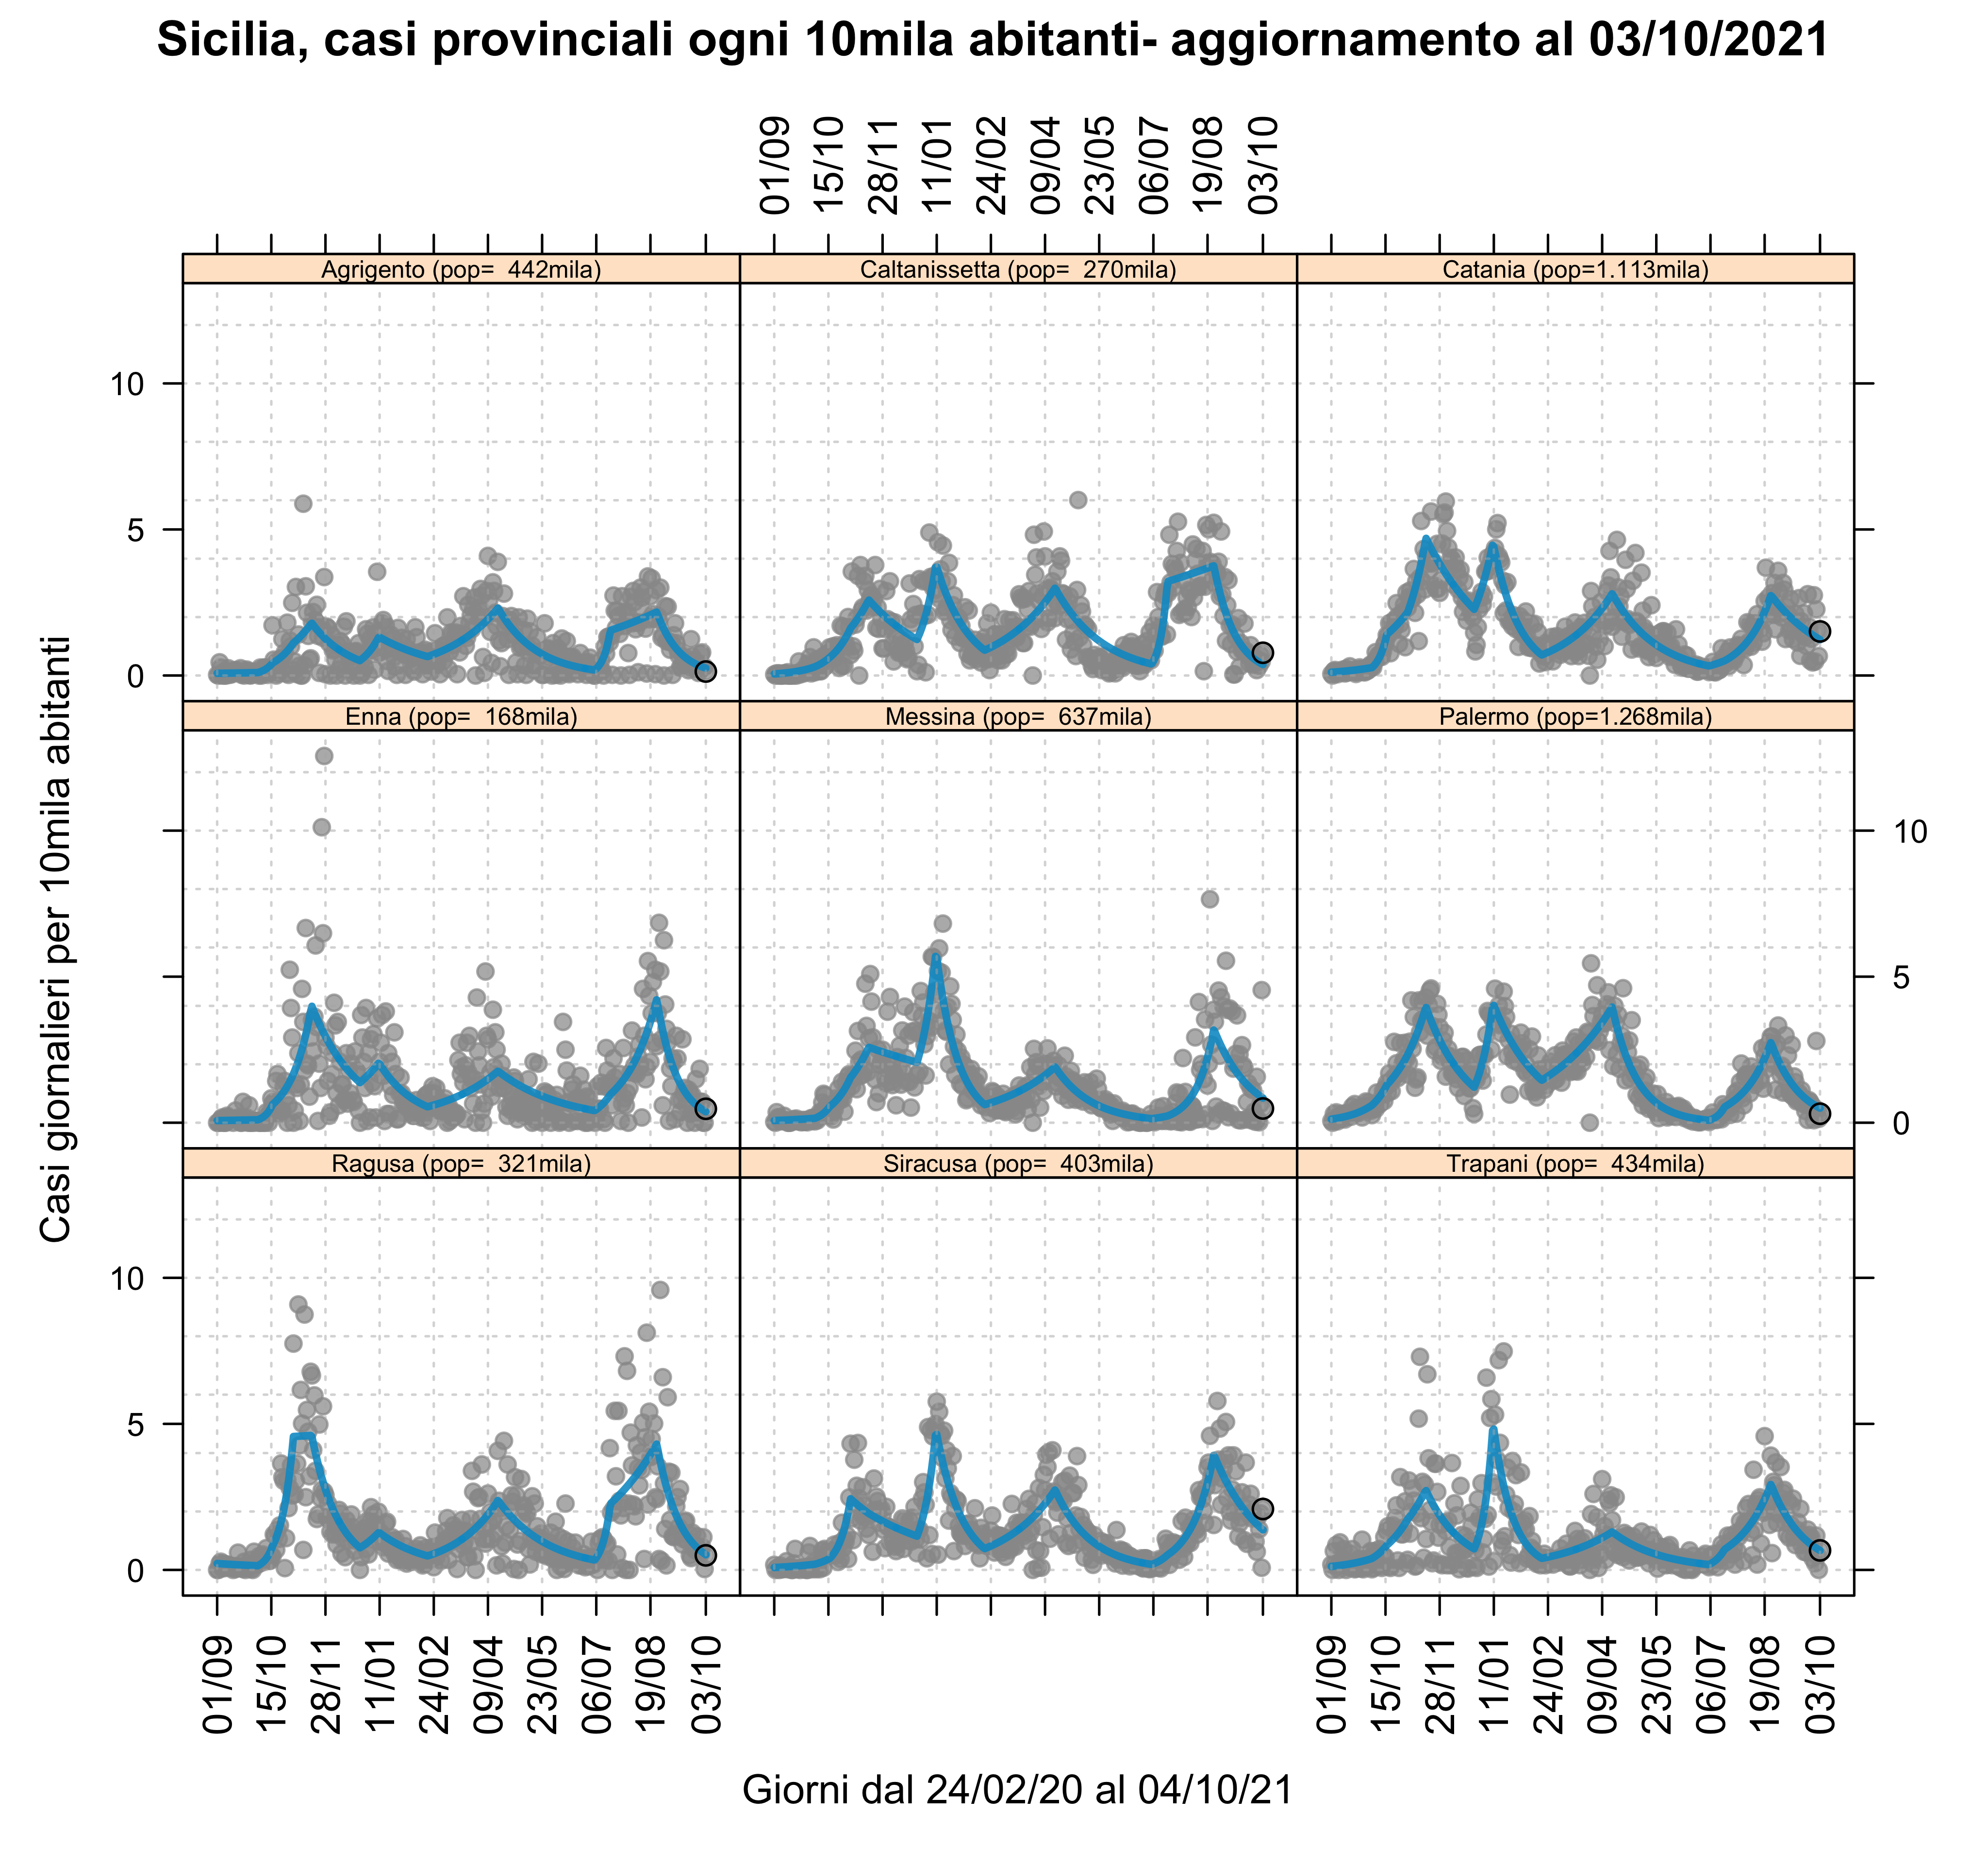 Sicilia, casi provinciali ogni 10mila abitanti- aggiornamento al 03/10/2021
01/09 15/10 28/11 11/01 24/02 09/04 23/05 06/07 19/08 03/10
Agrigento (pop=  442mila)
Caltanissetta (pop=  270mila)
Catania (pop=1.113mila)
10
5
0
Enna (pop=  168mila)
Messina (pop=  637mila)
Palermo (pop=1.268mila)
10
5
0
Casi giornalieri per 10mila abitanti
Ragusa (pop=  321mila)
Siracusa (pop=  403mila)
Trapani (pop=  434mila)
10
5
0
01/09 15/10 28/11 11/01 24/02 09/04 23/05 06/07 19/08 03/10
01/09 15/10 28/11 11/01 24/02 09/04 23/05 06/07 19/08 03/10
Giorni dal 24/02/20 al 04/10/21